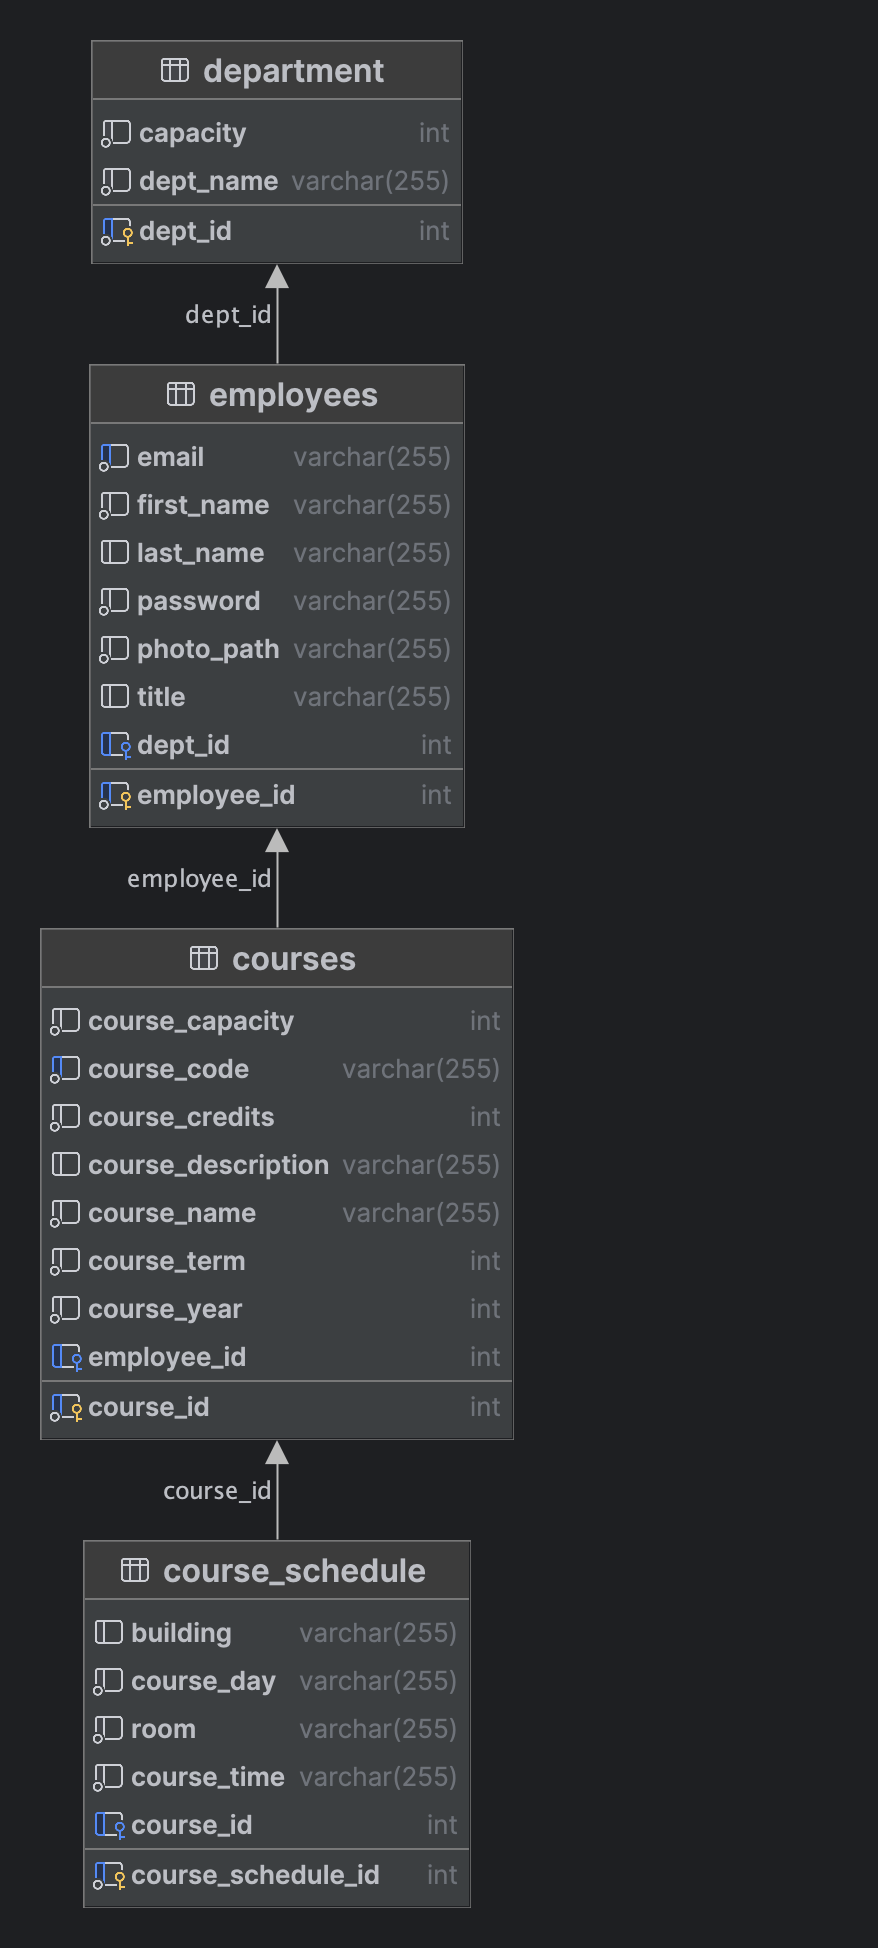 department
capacity int
dept_name varchar(255)
dept_id int
dept_id
employees
email varchar(255)
first_name varchar(255)
last_name varchar(255)
password varchar(255)
photo_path varchar(255)
title varchar(255)
dept_id int
employee_id int
employee_id
courses
course_capacity int
course_code varchar(255)
course_credits int
course_description varchar(255)
course_name varchar(255)
course_term int
course_year int
employee_id int
course_id int
course_id
course_schedule
building varchar(255)
course_day varchar(255)
room varchar(255)
course_time varchar(255)
course_id int
course_schedule_id int